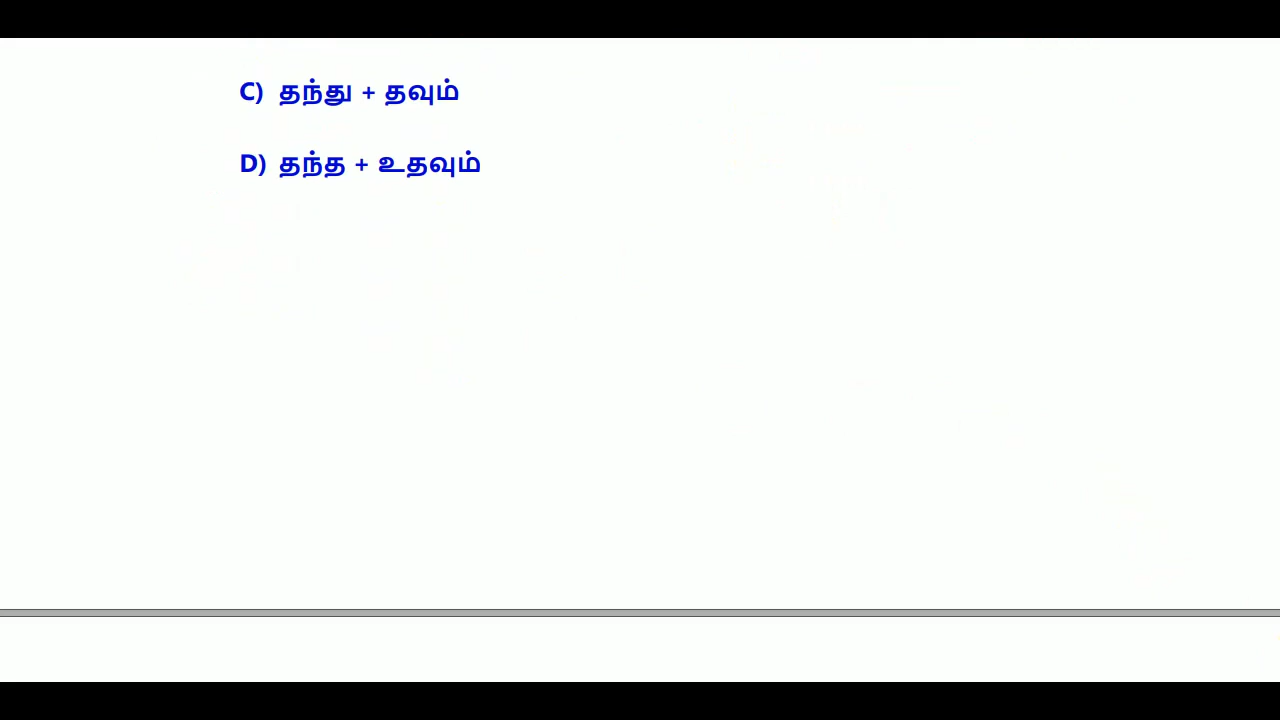 C) தந்து + தவும்
D) தந்த + உதவும்